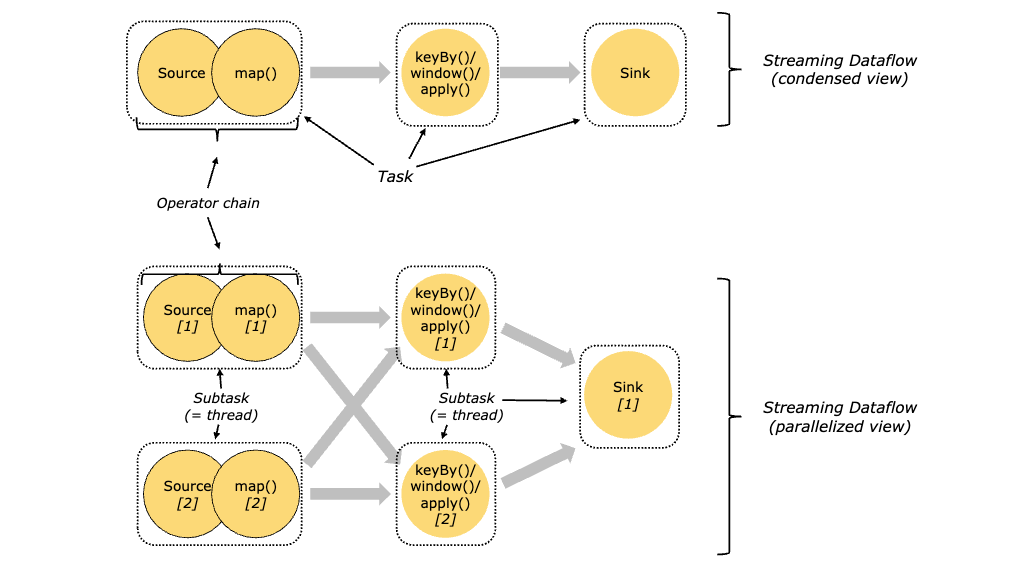 Source
map()
keyBy()/
window()/
apply()
Sink
Streaming Dataflow
(condensed view)
Task
Operator chain
Source
[1]
map()
[1]
keyBy()/
window()/
apply()
[1]
Subtask
(= thread)
Subtask
(= thread)
Sink
[1]
Streaming Dataflow
(parallelized view)
Source
[2]
map()
[2]
keyBy()/
window()/
apply()
[2]